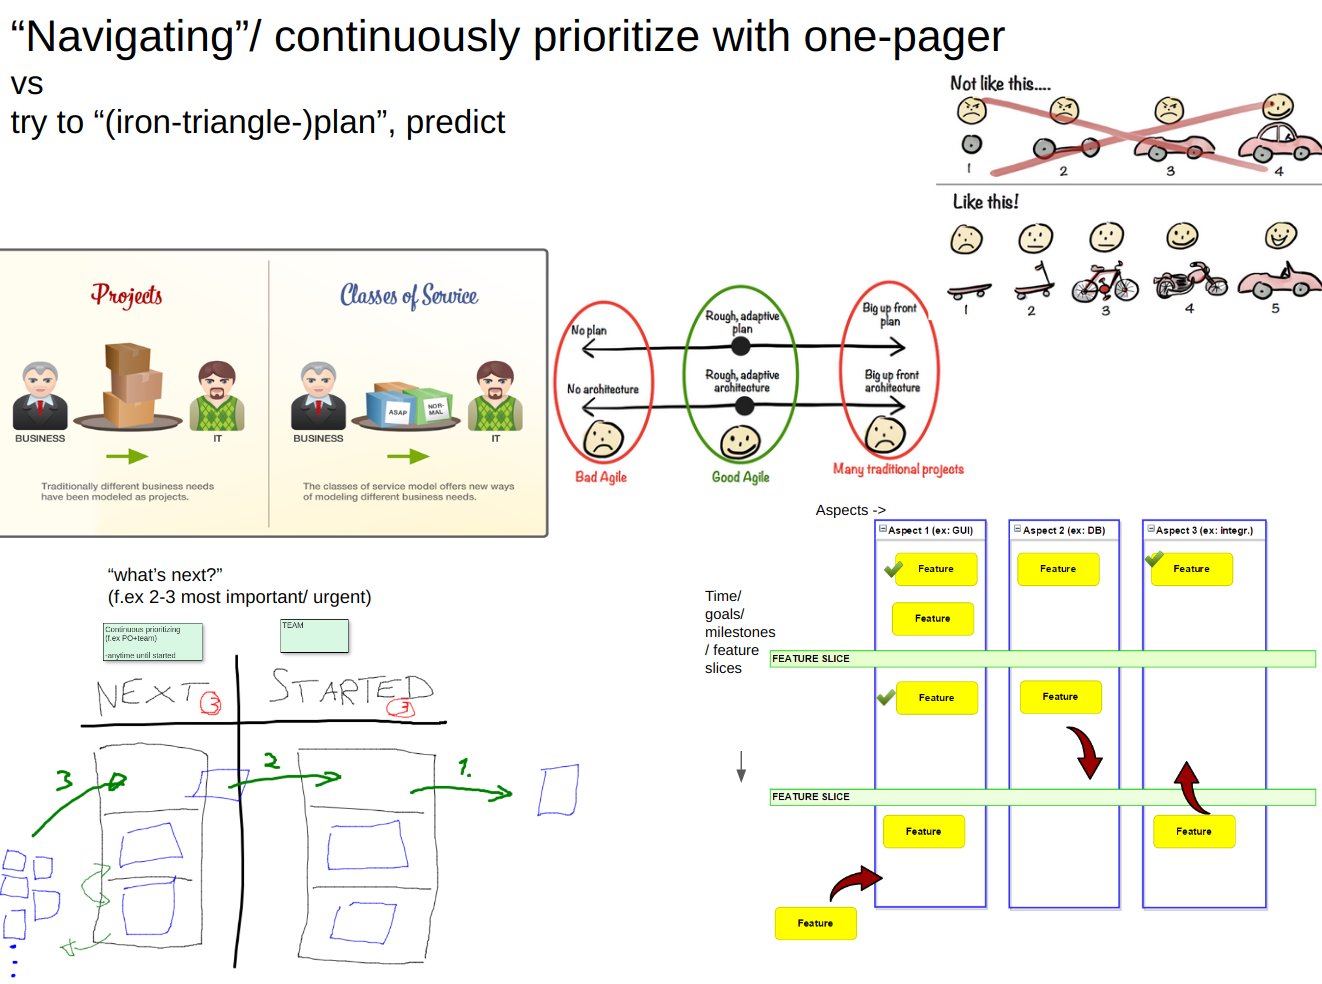 “Navigating”/ continuously prioritize with one-pager
vs
try to “(iron-triangle-)plan”, predict
Not like this....
1
2
3
4
Like this!
1
2
3
4
5
Projects
BUSINESS
IT
Traditionally different business needs
have been modeled as projects.
Classes of Service
ASAP
NOR-
MAL
BUSINESS
IT
The classes of service model offers new ways
of modeling different business needs.
No plan
No architecture
Bad Agile
Rough, adaptive
plan
Rough, adaptive
architecture
Good Agile
Big up front
plan
Big up front
architecture
Many traditional projects
“what’s next?”
(f.ex 2-3 most important/ urgent)
Continuous prioritizing
(f.ex PO+team)
-anytime until started
TEAM
NEXT 3
STARTED 3
3
2
1.
Aspects ->
Aspect 1 (ex: GUI)
Aspect 2 (ex: DB)
Aspect 3 (ex: integr.)
Feature
Feature
Feature
Feature
Time/
goals/
milestones
/ feature
slices
FEATURE SLICE
Feature
Feature
FEATURE SLICE
Feature
Feature
Feature